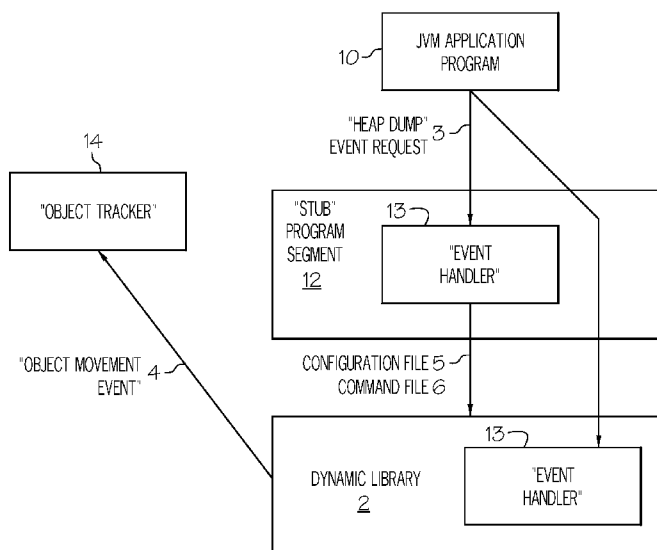 10
JVM APPLICATION
PROGRAM
"HEAP DUMP" 3
EVENT REQUEST
14
"OBJECT TRACKER"
"STUB"
PROGRAM
SEGMENT
12
13
"EVENT
HANDLER"
"OBJECT MOVEMENT 4
EVENT"
CONFIGURATION FILE 5
COMMAND FILE 6
DYNAMIC LIBRARY
2
13
"EVENT
HANDLER"